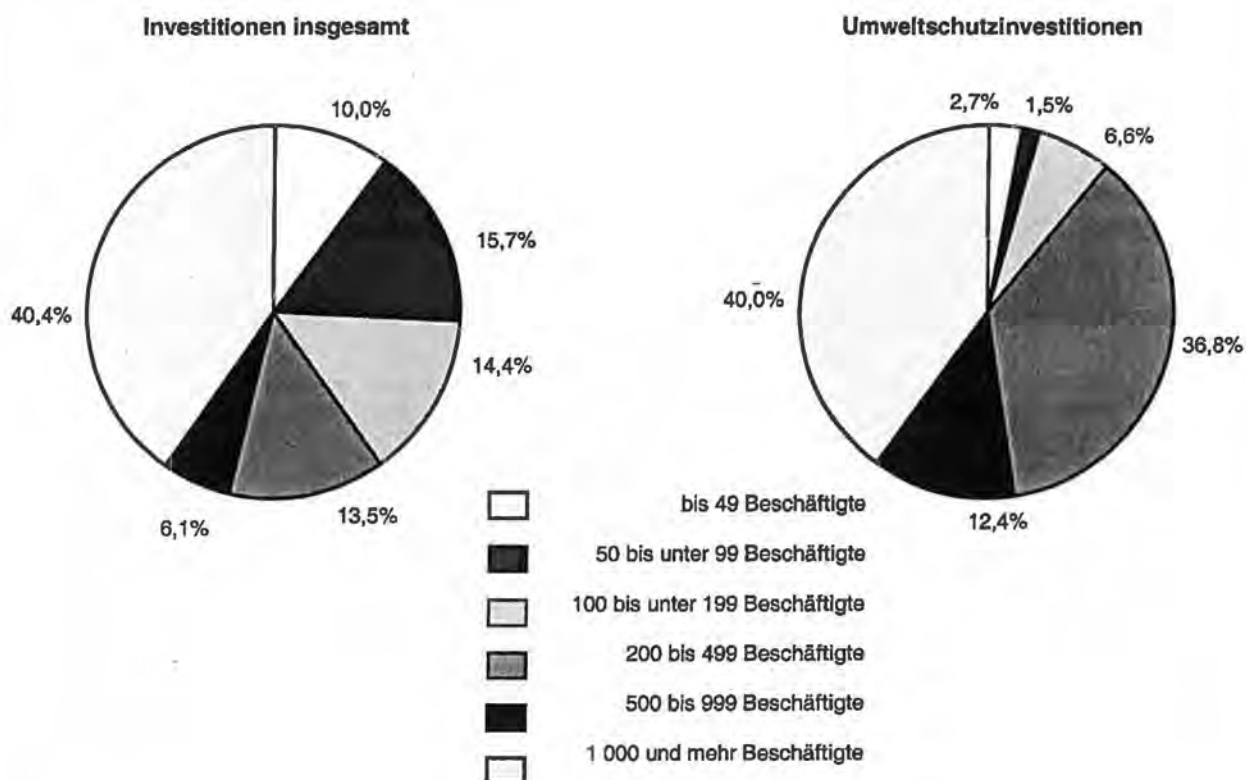 Investitionen insgesamt
Umweltschutzinvestitionen
10,0%
15,7%
14,4%
13,5%
6,1%
40,4%
2,7%
1,5%
6,6%
36,8%
12,4%
40,0%
bis 49 Beschäftigte
50 bis unter 99 Beschäftigte
100 bis unter 199 Beschäftigte
200 bis 499 Beschäftigte
500 bis 999 Beschäftigte
1 000 und mehr Beschäftigte